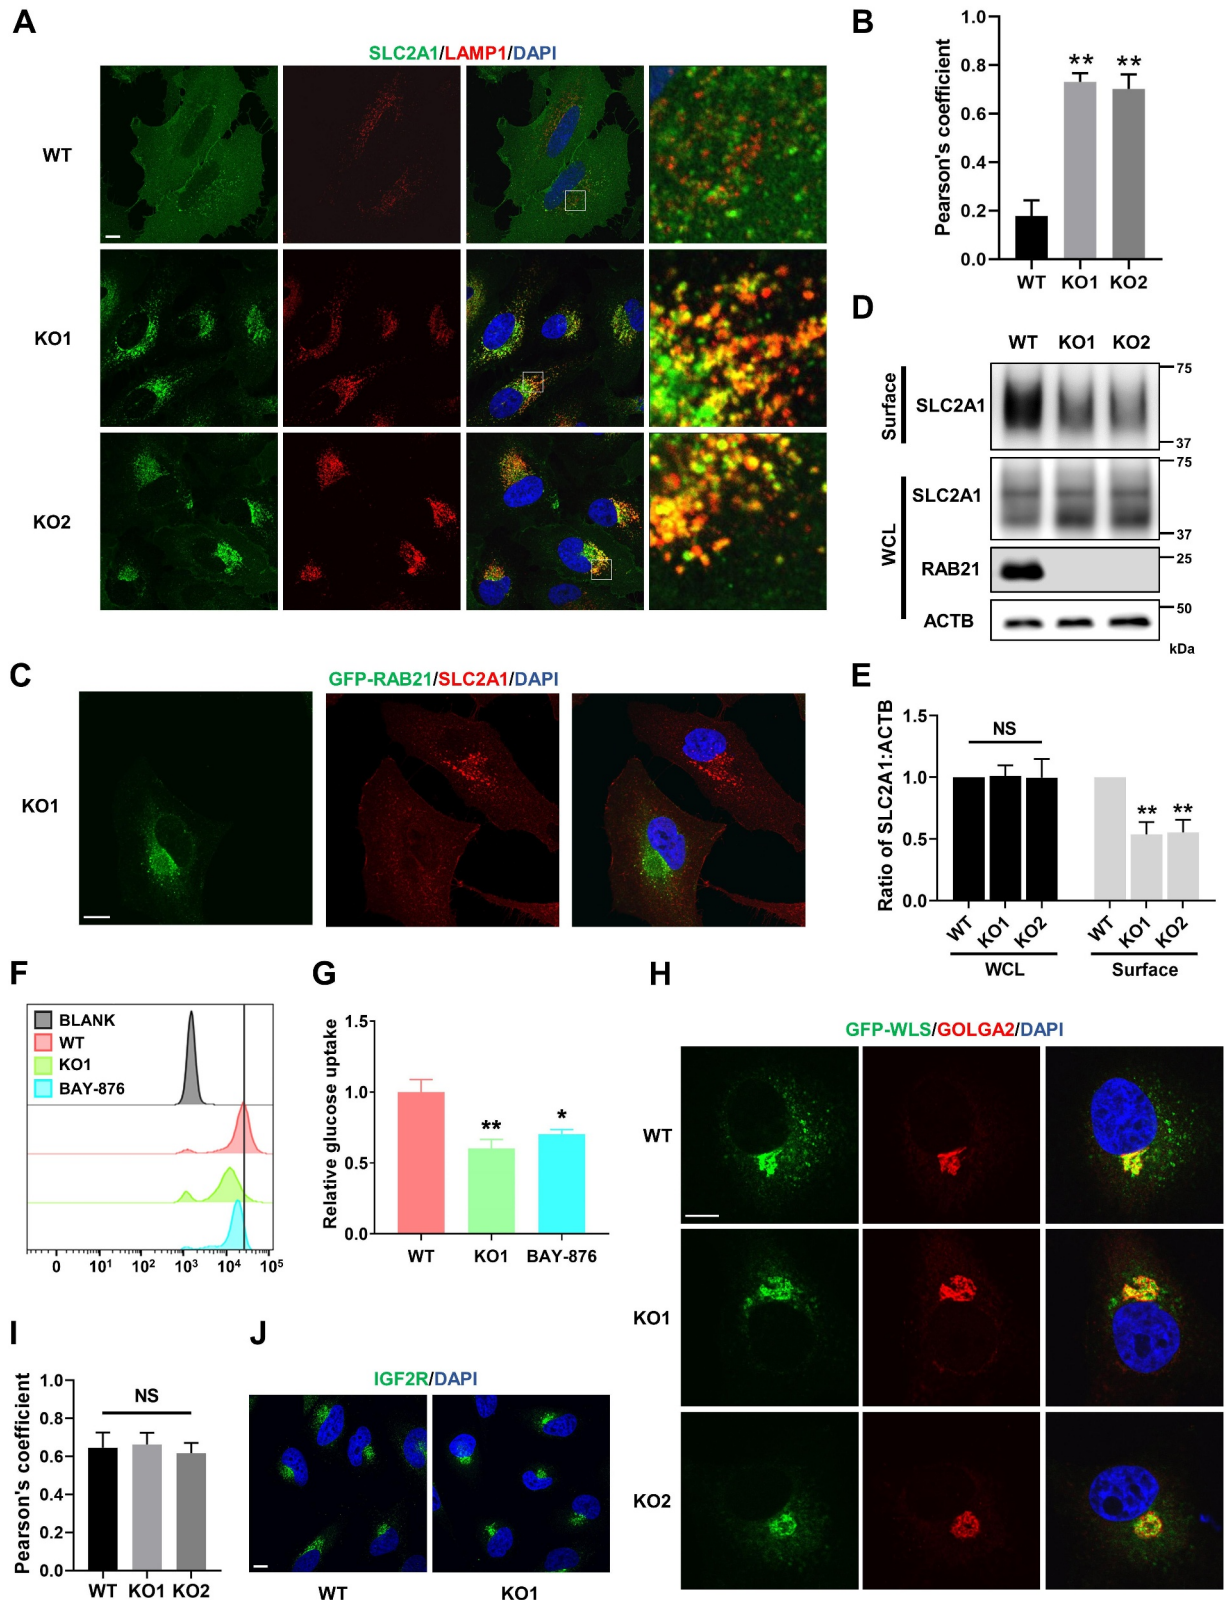 A
SLC2A1/LAMP1/DAPI
WT
KO1
KO2
B
Pearson's coefficient
1.0
0.8
0.6
0.4
0.2
0.0
** **
WT KO1 KO2
D
WT KO1 KO2
Surface
SLC2A1
75
37
WCL
SLC2A1
75
37
RAB21
25
ACTB
50
kDa
C
GFP-RAB21/SLC2A1/DAPI
KO1
E
Ratio of SLC2A1:ACTB
1.5
1.0
0.5
0.0
NS
** **
WT KO1 KO2 WT KO1 KO2
WCL Surface
F
BLANK
WT
KO1
BAY-876
0 10¹ 10² 10³ 10⁴ 10⁵
G
Relative glucose uptake
1.5
1.0
0.5
0.0
** *
WT KO1 BAY-876
H
GFP-WLS/GOLGA2/DAPI
WT
KO1
KO2
I
Pearson's coefficient
1.0
0.8
0.6
0.4
0.2
0.0
NS
WT KO1 KO2
J
IGF2R/DAPI
WT KO1